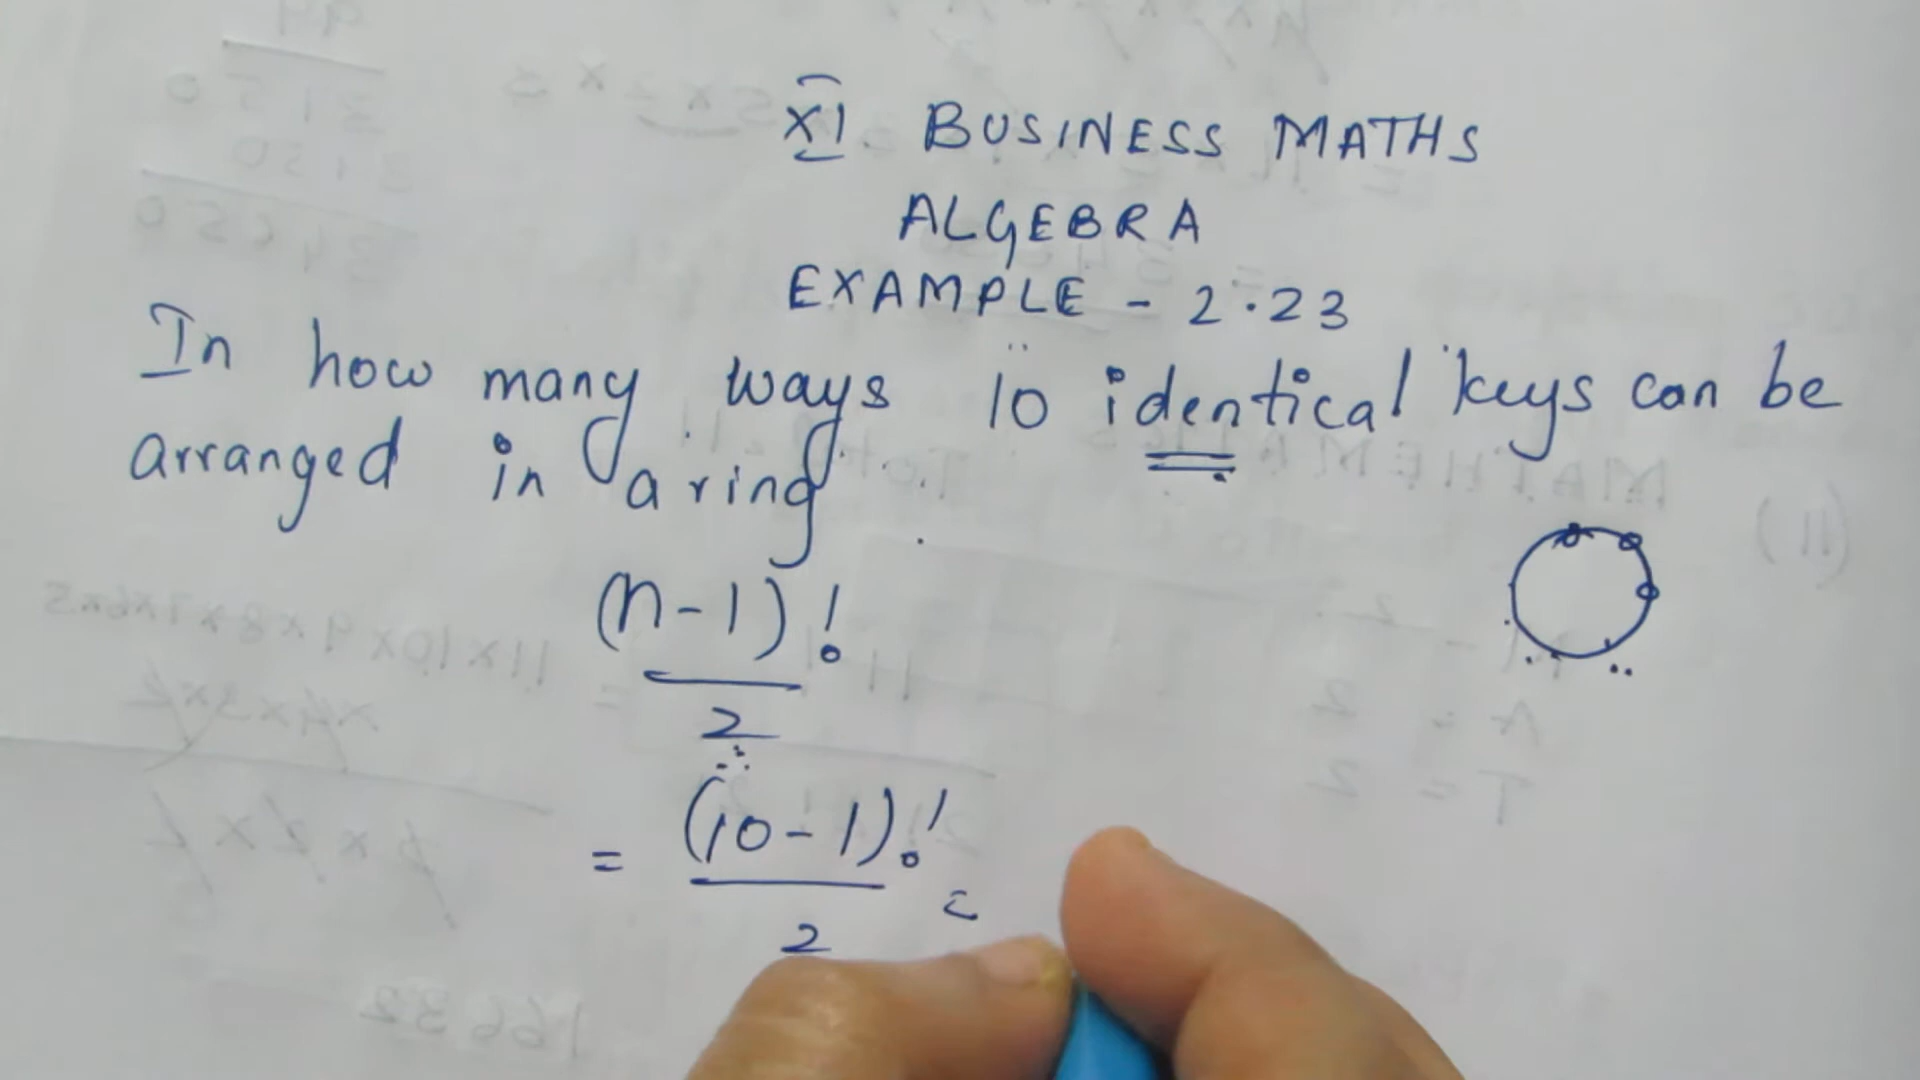 XI BUSINESS MATHS
ALGEBRA
EXAMPLE - 2.23
In how many ways 10 identical keys can be
arranged in a ring.
(n-1)!
2
= (10-1)! =
2